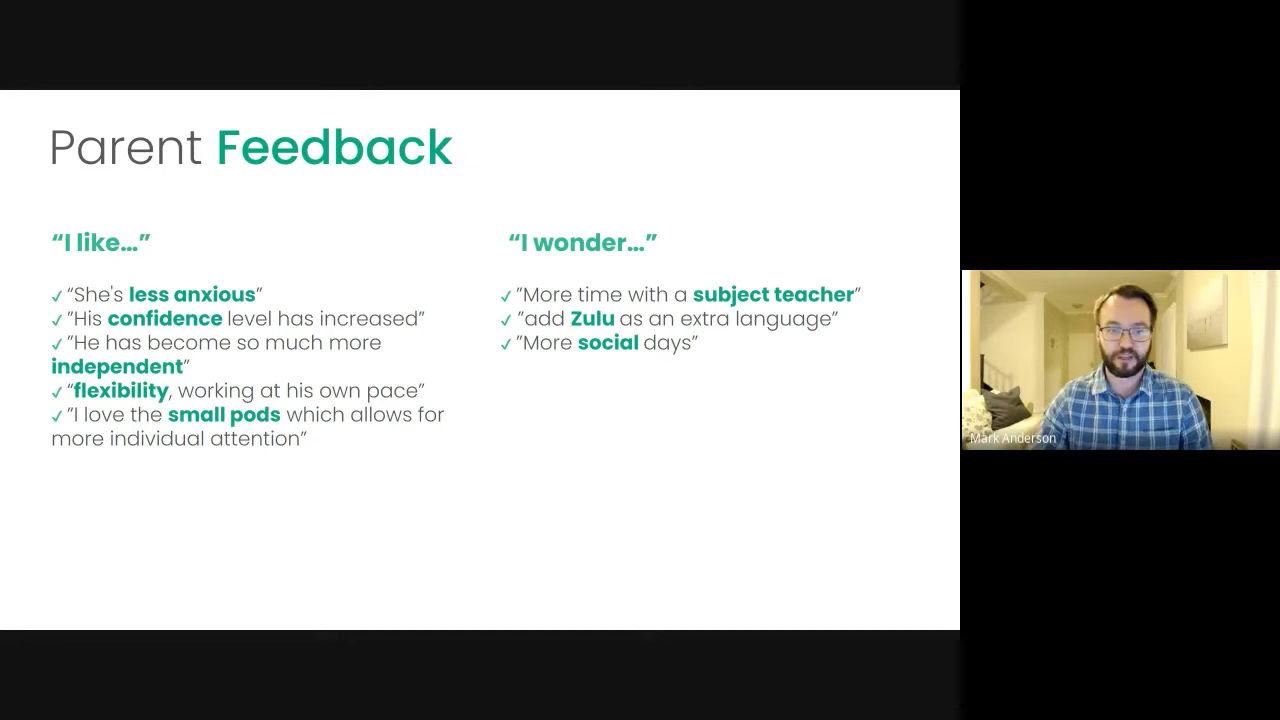 Parent Feedback
“I like…”
✓ “She's less anxious”
✓ “His confidence level has increased”
✓ “He has become so much more
independent”
✓ “flexibility, working at his own pace”
✓ “I love the small pods which allows for
more individual attention”
“I wonder…”
✓ ”More time with a subject teacher”
✓ ”add Zulu as an extra language”
✓ ”More social days”
Mark Anderson